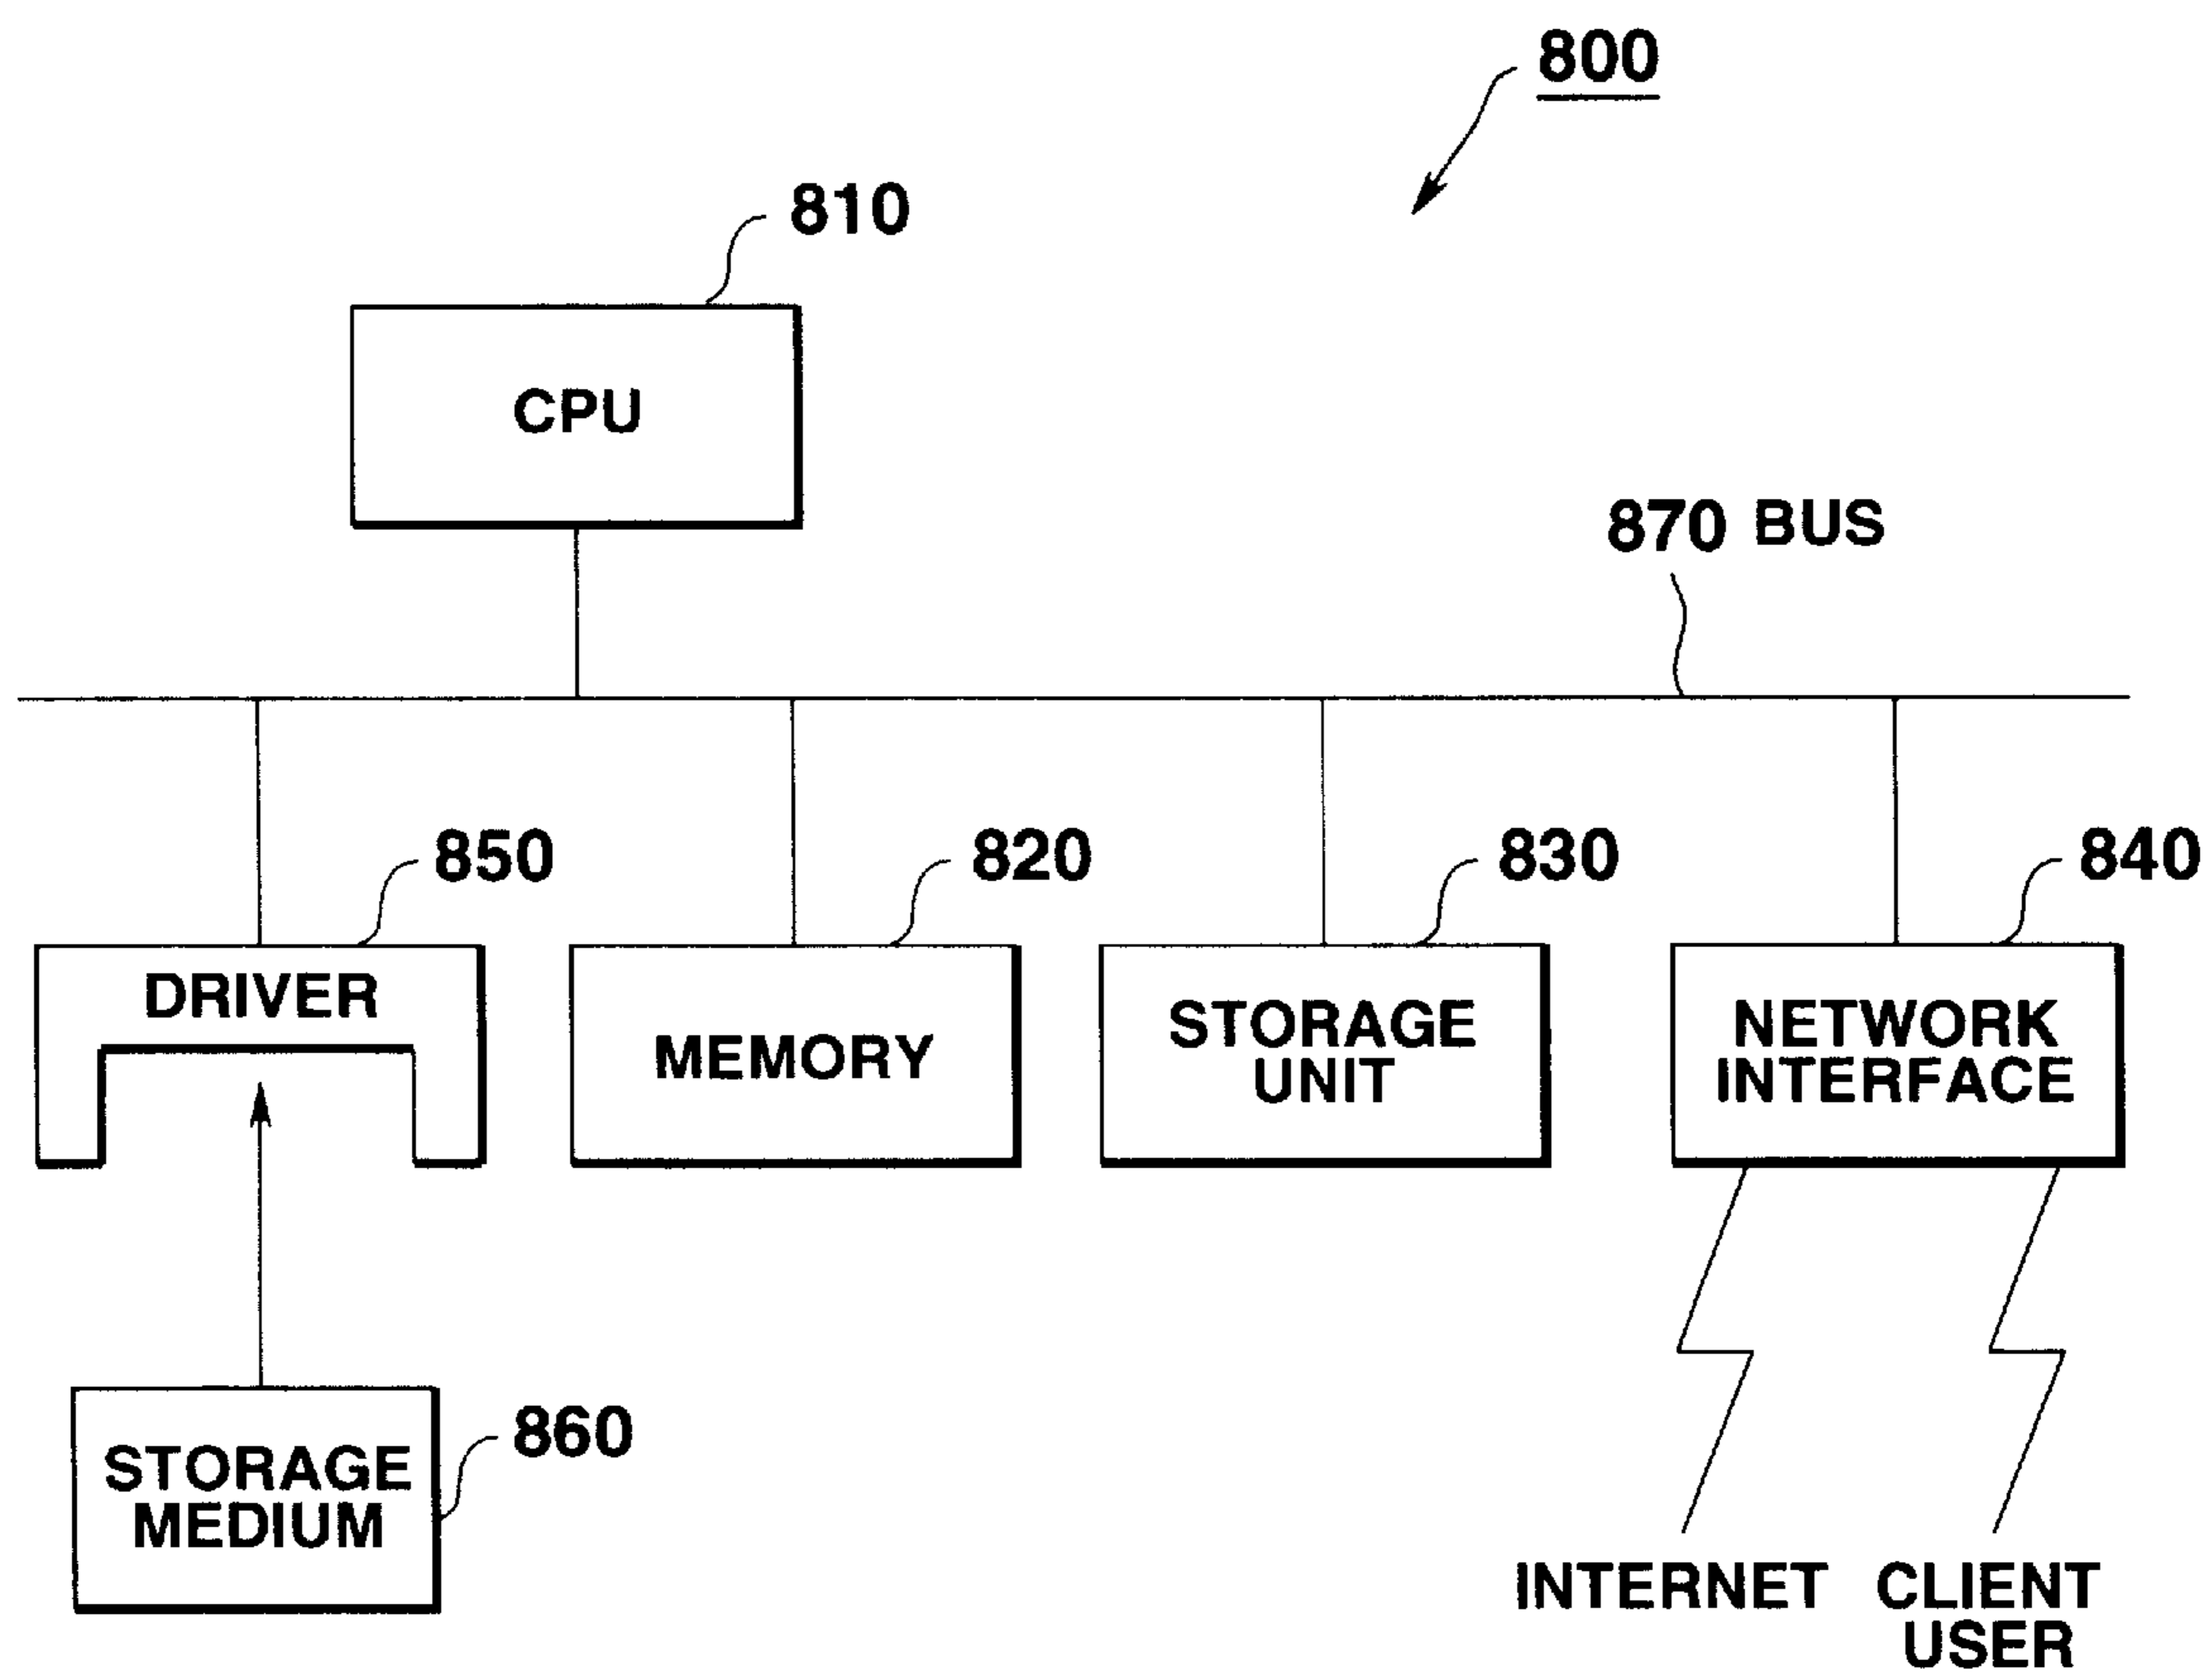 800
810
CPU
870 BUS
850
820
830
840
DRIVER
MEMORY
STORAGE
UNIT
NETWORK
INTERFACE
860
STORAGE
MEDIUM
INTERNET
CLIENT
USER